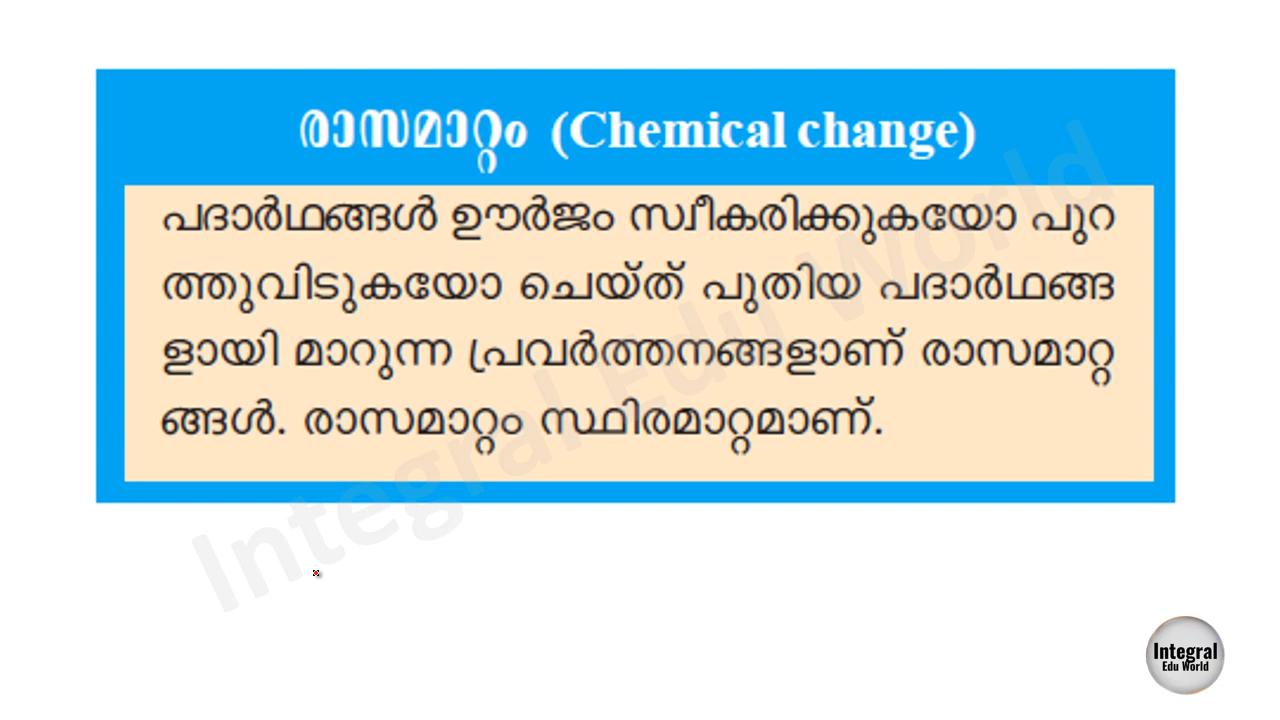 രാസമാറ്റം (Chemical change)
പദാർഥങ്ങൾ ഊർജം സ്വീകരിക്കുകയോ പുറ
ത്തുവിടുകയോ ചെയ്ത് പുതിയ പദാർഥങ്ങ
ളായി മാറുന്ന പ്രവർത്തനങ്ങളാണ് രാസമാറ്റ
ങ്ങൾ. രാസമാറ്റം സ്ഥിരമാറ്റമാണ്.
Integral Edu World
Integral
Edu World